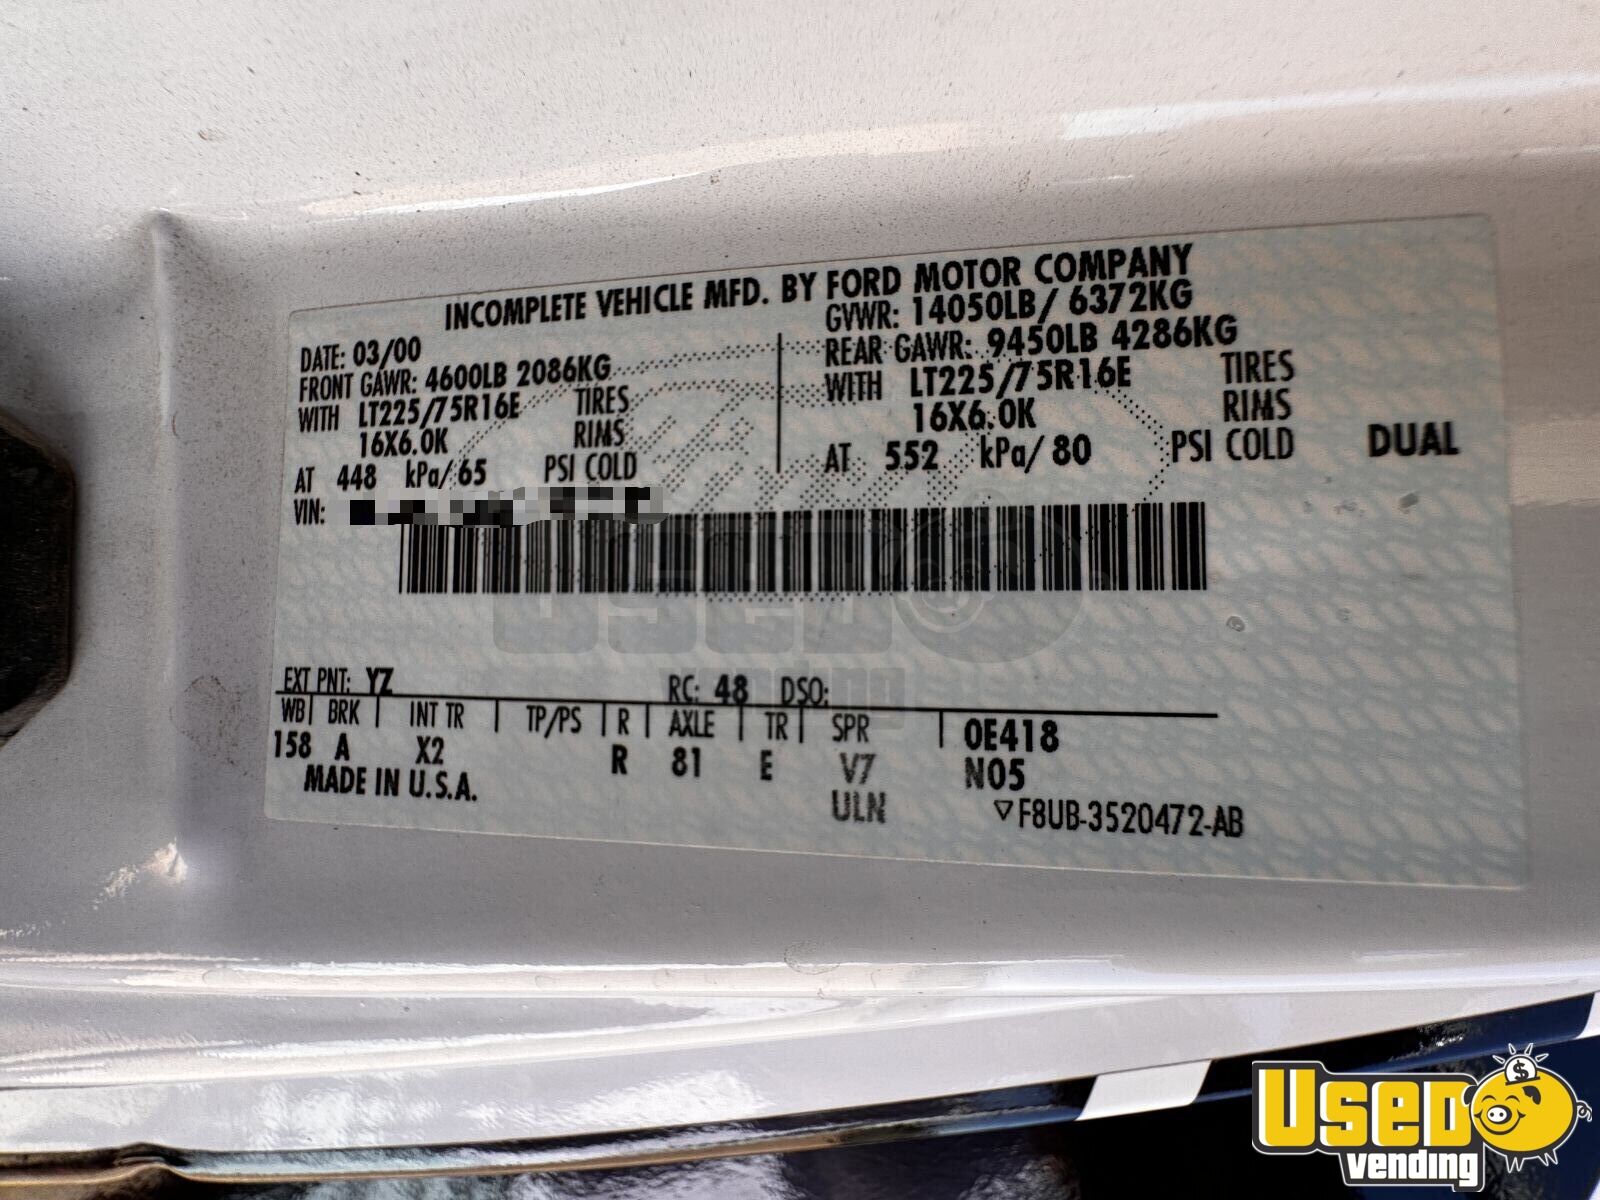 INCOMPLETE VEHICLE MFD. BY FORD MOTOR COMPANY
DATE: 03/00
GVWR: 14050LB/ 6372KG
FRONT GAWR: 4600LB 2086KG
REAR GAWR: 9450LB 4286KG
WITH LT225/75R16E TIRES
WITH LT225/75R16E TIRES
16X6.0K RIMS
16X6.0K RIMS
AT 448 kPa/ 65 PSI COLD
AT 552 kPa/ 80 PSI COLD DUAL
VIN:
USED
vending
EXT PNT: YZ RC: 48 DSO:
WB BRK INT TR TP/PS R AXLE TR SPR 0E418
158 A X2 R 81 E V7 N05
MADE IN U.S.A. ULN ▽F8UB-3520472-AB
USED
vending
$